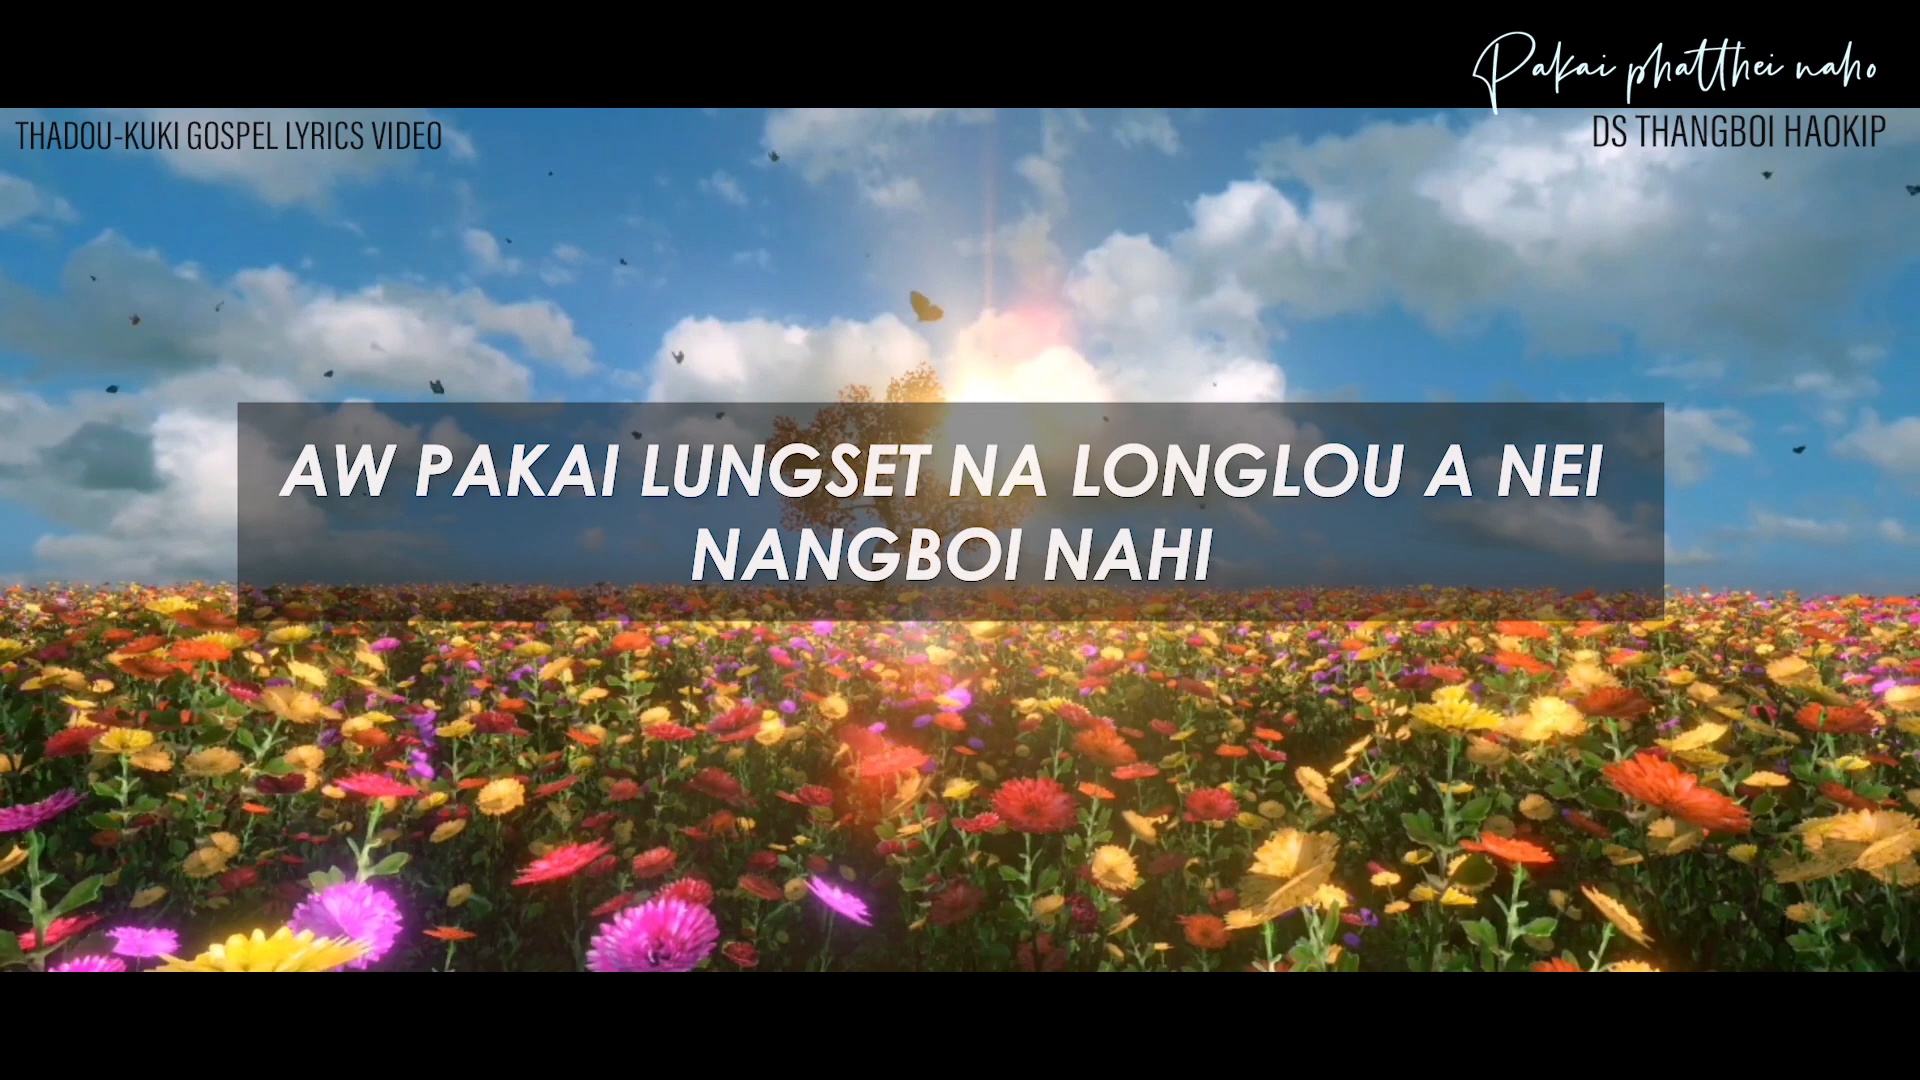 Pakai phatthei naho
THADOU-KUKI GOSPEL LYRICS VIDEO
DS THANGBOI HAOKIP
AW PAKAI LUNGSET NA LONGLOU A NEI
NANGBOI NAHI